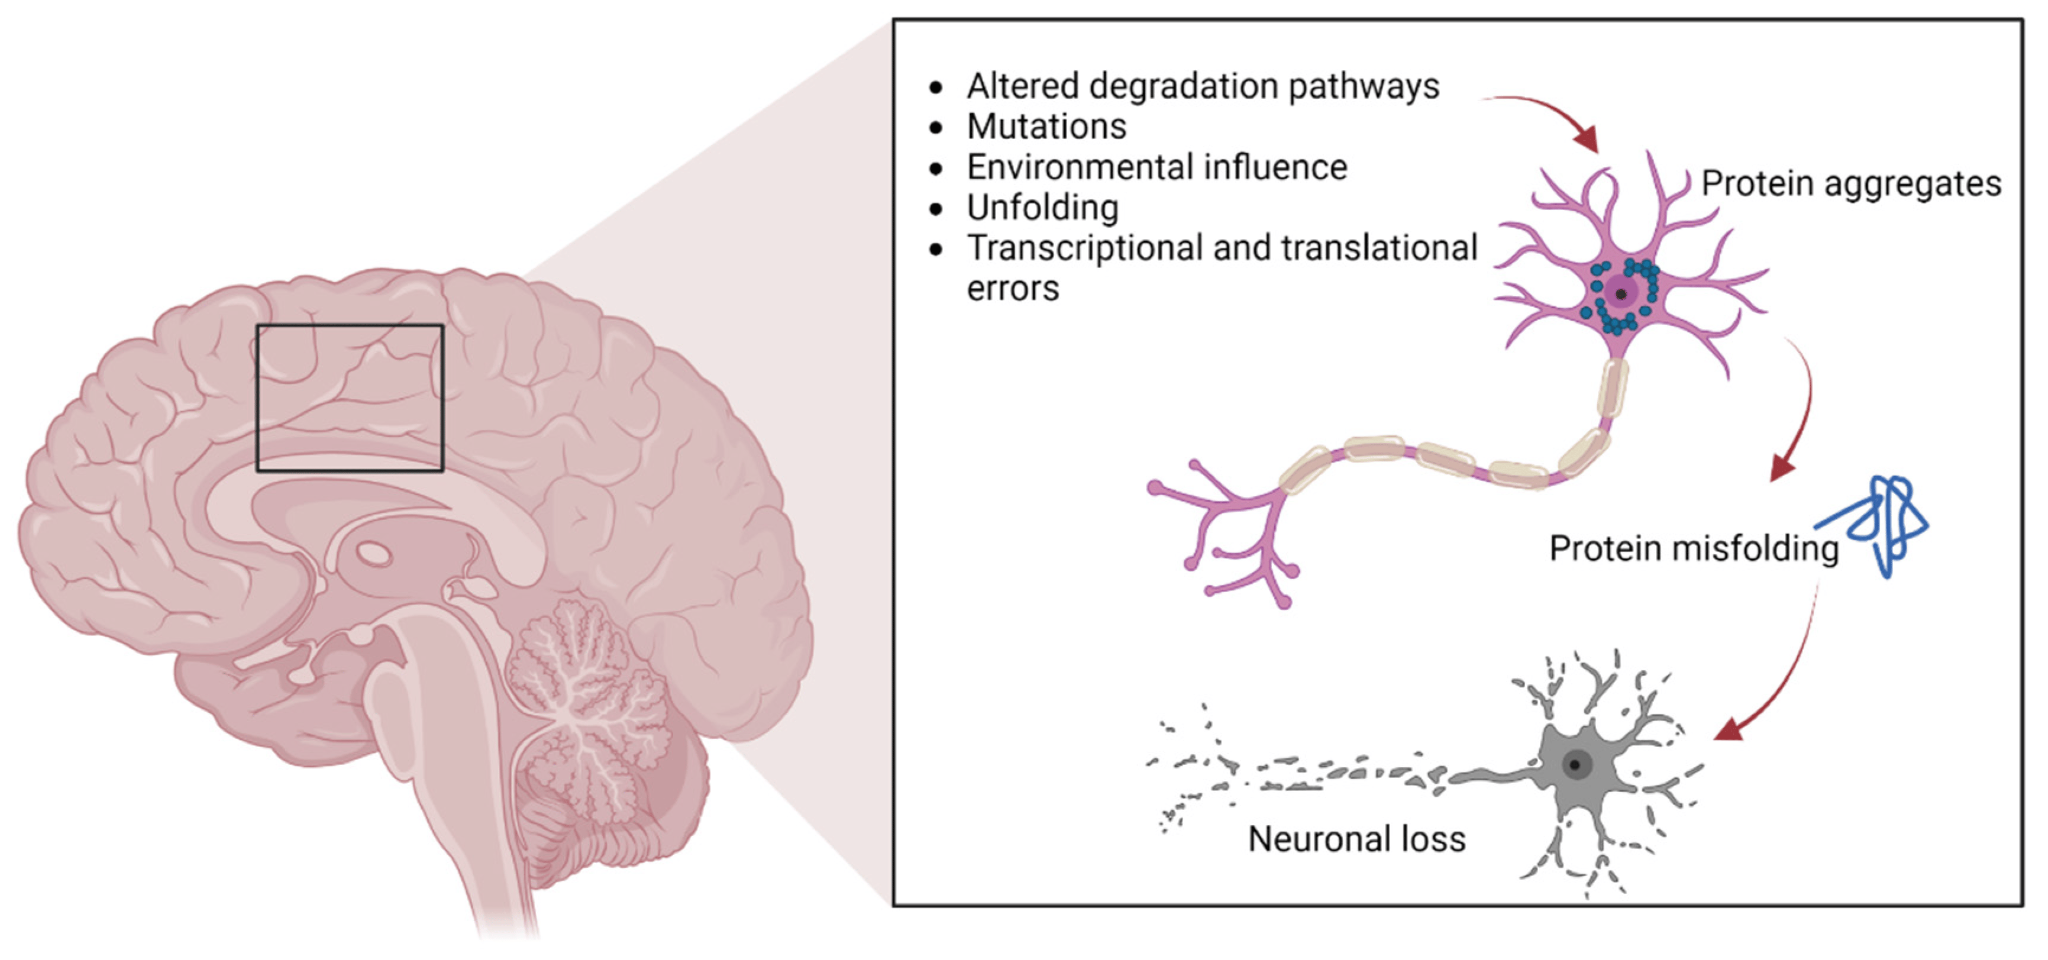 • Altered degradation pathways
• Mutations
• Environmental influence
• Unfolding
• Transcriptional and translational
errors
Protein aggregates
Protein misfolding
Neuronal loss